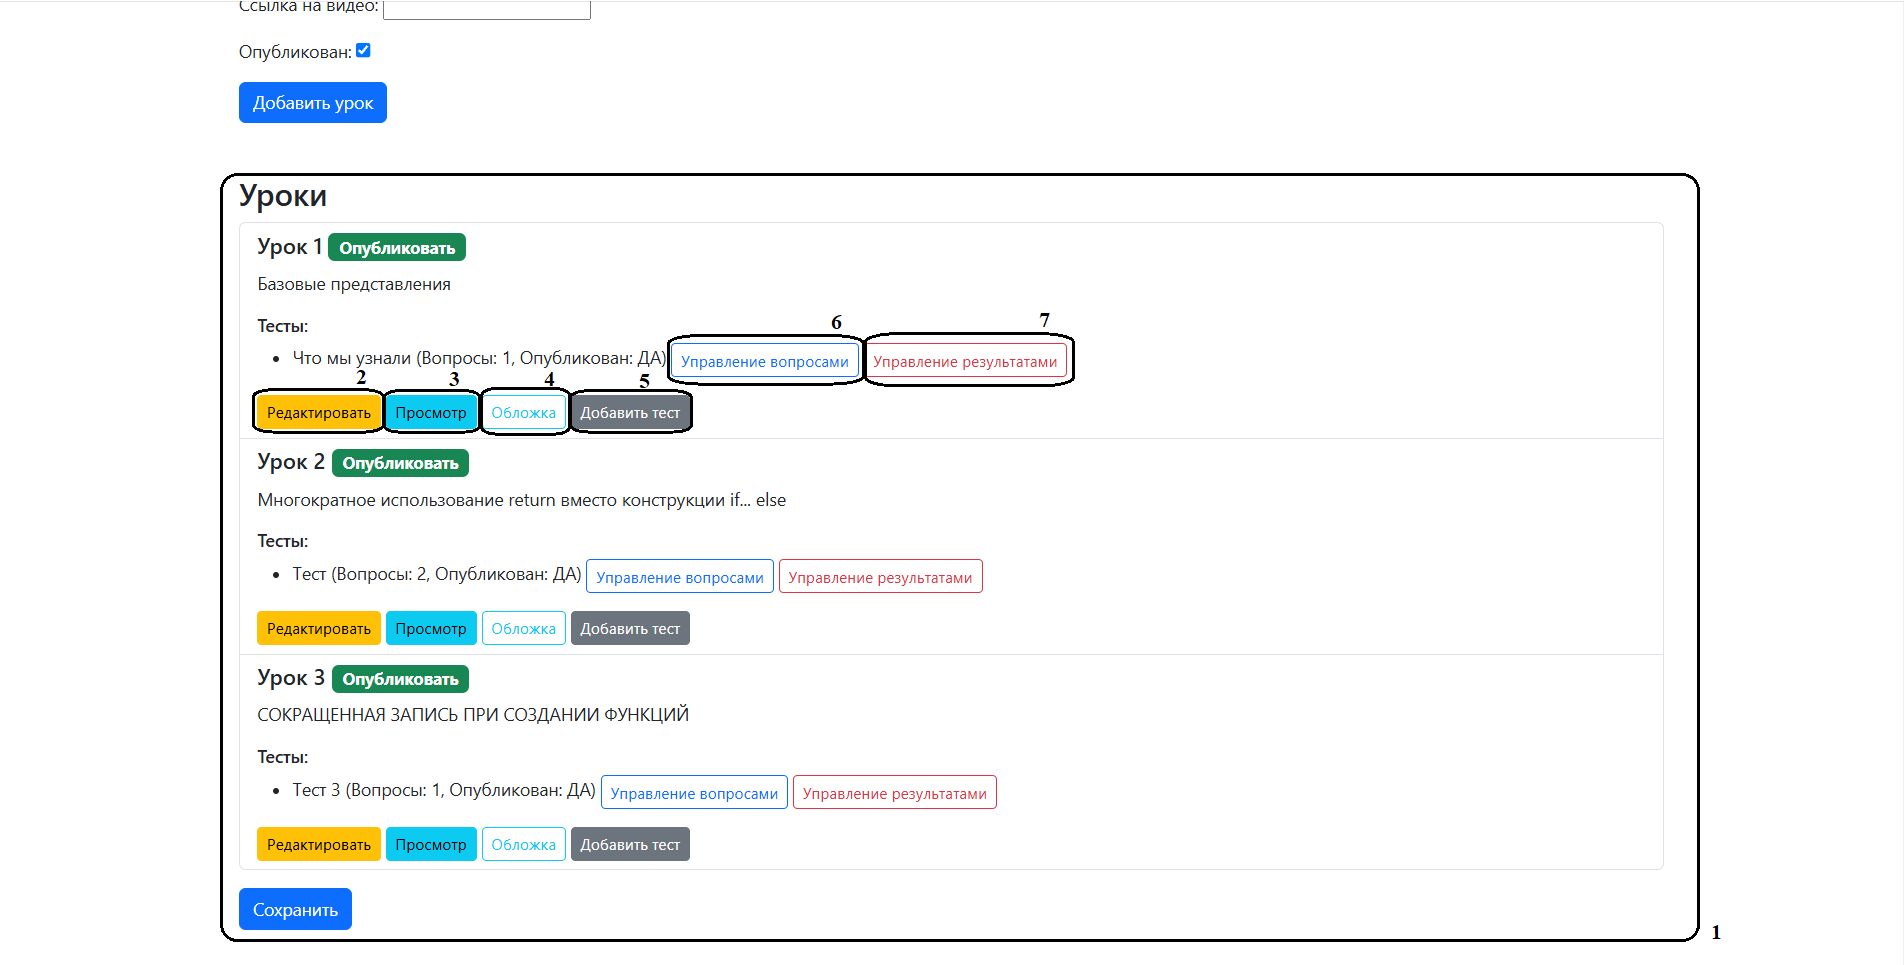 Ссылка на видео:
Опубликован:
Добавить урок
Уроки
Урок 1 Опубликовать
Базовые представления
Тесты:
6 7
Что мы узнали (Вопросы: 1, Опубликован: ДА) Управление вопросами Управление результатами
2 3 4 5
Редактировать Просмотр Обложка Добавить тест
Урок 2 Опубликовать
Многократное использование return вместо конструкции if... else
Тесты:
Тест (Вопросы: 2, Опубликован: ДА) Управление вопросами Управление результатами
Редактировать Просмотр Обложка Добавить тест
Урок 3 Опубликовать
СОКРАЩЕННАЯ ЗАПИСЬ ПРИ СОЗДАНИИ ФУНКЦИЙ
Тесты:
Тест 3 (Вопросы: 1, Опубликован: ДА) Управление вопросами Управление результатами
Редактировать Просмотр Обложка Добавить тест
Сохранить
1